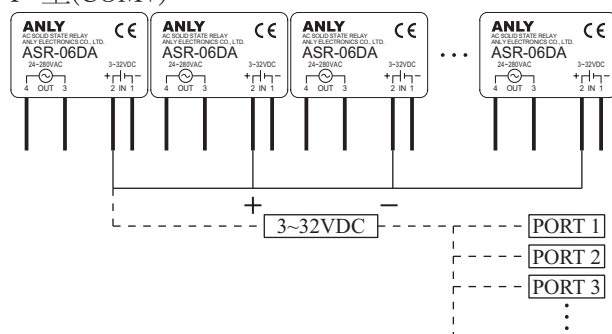 ANLY CE ANLY CE ANLY CE ANLY CE
AC SOLID STATE RELAY AC SOLID STATE RELAY AC SOLID STATE RELAY AC SOLID STATE RELAY
ANLY ELECTRONICS CO., LTD. ANLY ELECTRONICS CO., LTD. ANLY ELECTRONICS CO., LTD. ANLY ELECTRONICS CO., LTD.
ASR-06DA ASR-06DA ASR-06DA ... ASR-06DA
24~280VAC 3~32VDC 24~280VAC 3~32VDC 24~280VAC 3~32VDC 24~280VAC 3~32VDC
+ − + − + − + −
4 OUT 3 2 IN 1 4 OUT 3 2 IN 1 4 OUT 3 2 IN 1 4 OUT 3 2 IN 1
+ −
3~32VDC PORT 1
PORT 2
PORT 3